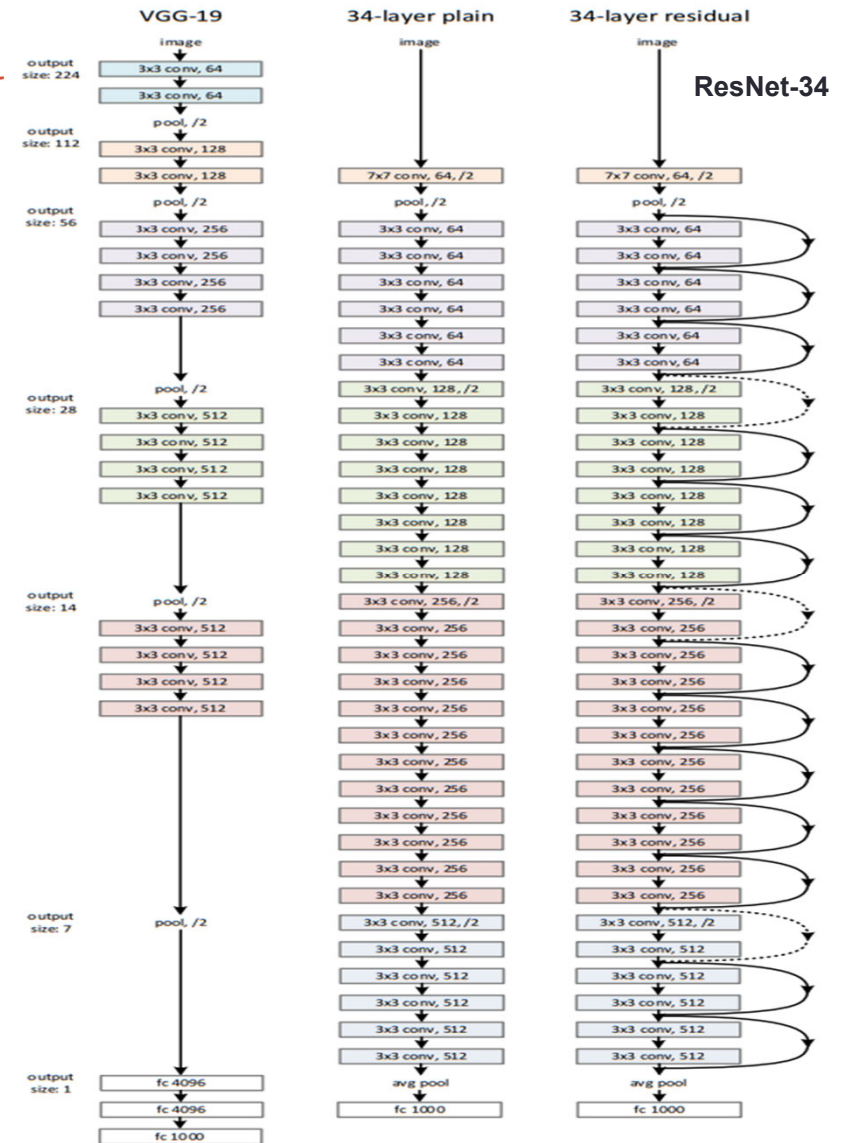 VGG-19
34-layer plain
34-layer residual
ResNet-34
output
size: 224
output
size: 112
output
size: 56
output
size: 28
output
size: 14
output
size: 7
output
size: 1
image
3x3 conv, 64
3x3 conv, 64
pool, /2
3x3 conv, 128
3x3 conv, 128
pool, /2
3x3 conv, 256
3x3 conv, 256
3x3 conv, 256
3x3 conv, 256
pool, /2
3x3 conv, 512
3x3 conv, 512
3x3 conv, 512
3x3 conv, 512
pool, /2
3x3 conv, 512
3x3 conv, 512
3x3 conv, 512
3x3 conv, 512
pool, /2
fc 4096
fc 4096
fc 1000
image
7x7 conv, 64, /2
pool, /2
3x3 conv, 64
3x3 conv, 64
3x3 conv, 64
3x3 conv, 64
3x3 conv, 64
3x3 conv, 64
3x3 conv, 128, /2
3x3 conv, 128
3x3 conv, 128
3x3 conv, 128
3x3 conv, 128
3x3 conv, 128
3x3 conv, 128
3x3 conv, 128
3x3 conv, 256, /2
3x3 conv, 256
3x3 conv, 256
3x3 conv, 256
3x3 conv, 256
3x3 conv, 256
3x3 conv, 256
3x3 conv, 256
3x3 conv, 256
3x3 conv, 256
3x3 conv, 256
3x3 conv, 256
3x3 conv, 512, /2
3x3 conv, 512
3x3 conv, 512
3x3 conv, 512
3x3 conv, 512
3x3 conv, 512
avg pool
fc 1000
image
7x7 conv, 64, /2
pool, /2
3x3 conv, 64
3x3 conv, 64
3x3 conv, 64
3x3 conv, 64
3x3 conv, 64
3x3 conv, 64
3x3 conv, 128, /2
3x3 conv, 128
3x3 conv, 128
3x3 conv, 128
3x3 conv, 128
3x3 conv, 128
3x3 conv, 128
3x3 conv, 128
3x3 conv, 256, /2
3x3 conv, 256
3x3 conv, 256
3x3 conv, 256
3x3 conv, 256
3x3 conv, 256
3x3 conv, 256
3x3 conv, 256
3x3 conv, 256
3x3 conv, 256
3x3 conv, 256
3x3 conv, 256
3x3 conv, 512, /2
3x3 conv, 512
3x3 conv, 512
3x3 conv, 512
3x3 conv, 512
3x3 conv, 512
avg pool
fc 1000